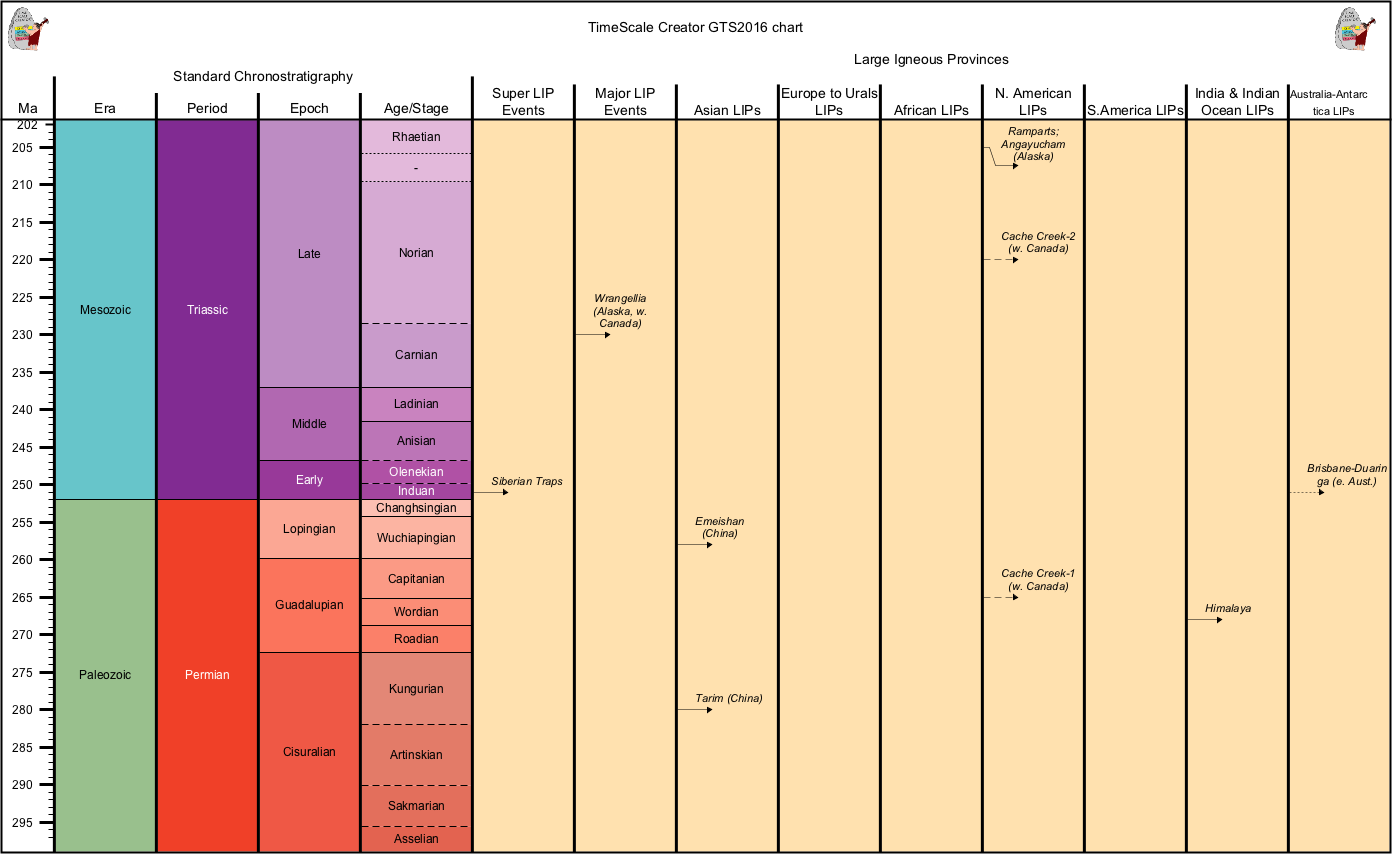 TimeScale Creator GTS2016 chart
Large Igneous Provinces
Standard Chronostratigraphy
Ma
Era
Period
Epoch
Age/Stage
Super LIP
Events
Major LIP
Events
Asian LIPs
Europe to Urals
LIPs
African LIPs
N. American
LIPs
S.America LIPs
India & Indian
Ocean LIPs
Australia-Antarc
tica LIPs
202
205
210
215
220
225
230
235
240
245
250
255
260
265
270
275
280
285
290
295
Mesozoic
Paleozoic
Triassic
Permian
Late
Middle
Early
Lopingian
Guadalupian
Cisuralian
Rhaetian
-
Norian
Carnian
Ladinian
Anisian
Olenekian
Induan
Changhsingian
Wuchiapingian
Capitanian
Wordian
Roadian
Kungurian
Artinskian
Sakmarian
Asselian
Siberian Traps
Wrangellia
(Alaska, w.
Canada)
Emeishan
(China)
Tarim (China)
Ramparts;
Angayucham
(Alaska)
Cache Creek-2
(w. Canada)
Cache Creek-1
(w. Canada)
Himalaya
Brisbane-Duarin
ga (e. Aust.)